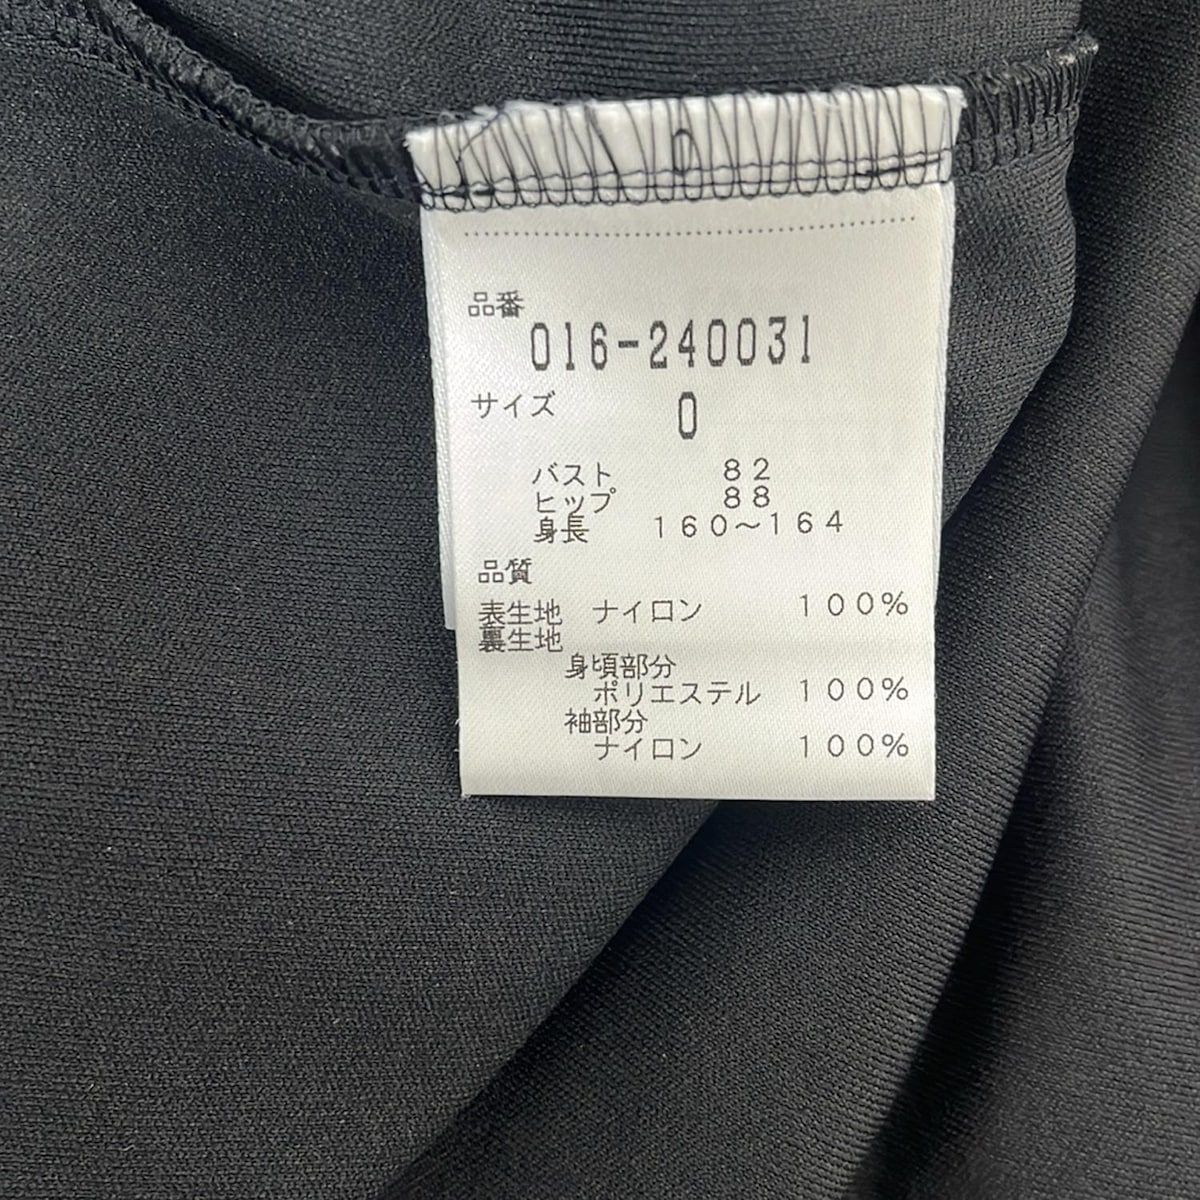 品番
016-240031
サイズ 0
バスト 82
ヒップ 88
身長 160〜164
品質
表生地 ナイロン 100%
裏生地
身頃部分
ポリエステル 100%
袖部分
ナイロン 100%